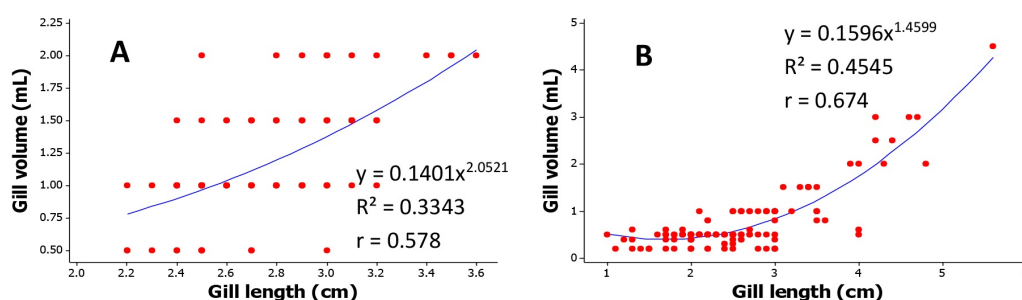 A
Gill volume (mL)
2.25
2.00
1.75
1.50
1.25
1.00
0.75
0.50
y = 0.1401x^2.0521
R² = 0.3343
r = 0.578
2.0 2.2 2.4 2.6 2.8 3.0 3.2 3.4 3.6
Gill length (cm)
B
Gill volume (mL)
5
4
3
2
1
0
y = 0.1596x^1.4599
R² = 0.4545
r = 0.674
1 2 3 4 5
Gill length (cm)